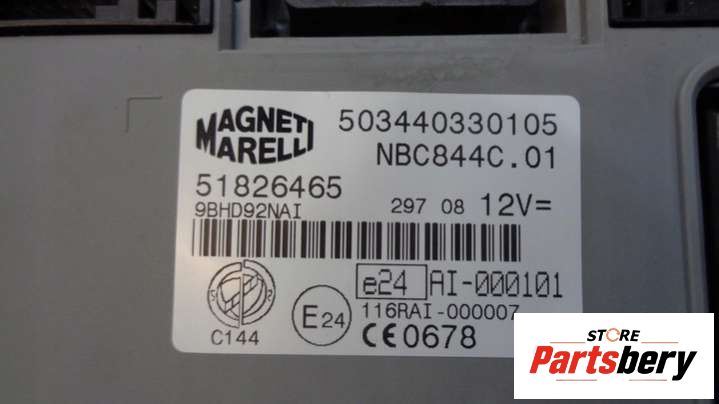 MAGNETI
MARELLI
503440330105
NBC844C.01
51826465
9BHD92NAI
297 08 12V=
e24 AI-000101
116RAI-000007
C144
E24
CE0678
STORE
Partsbery